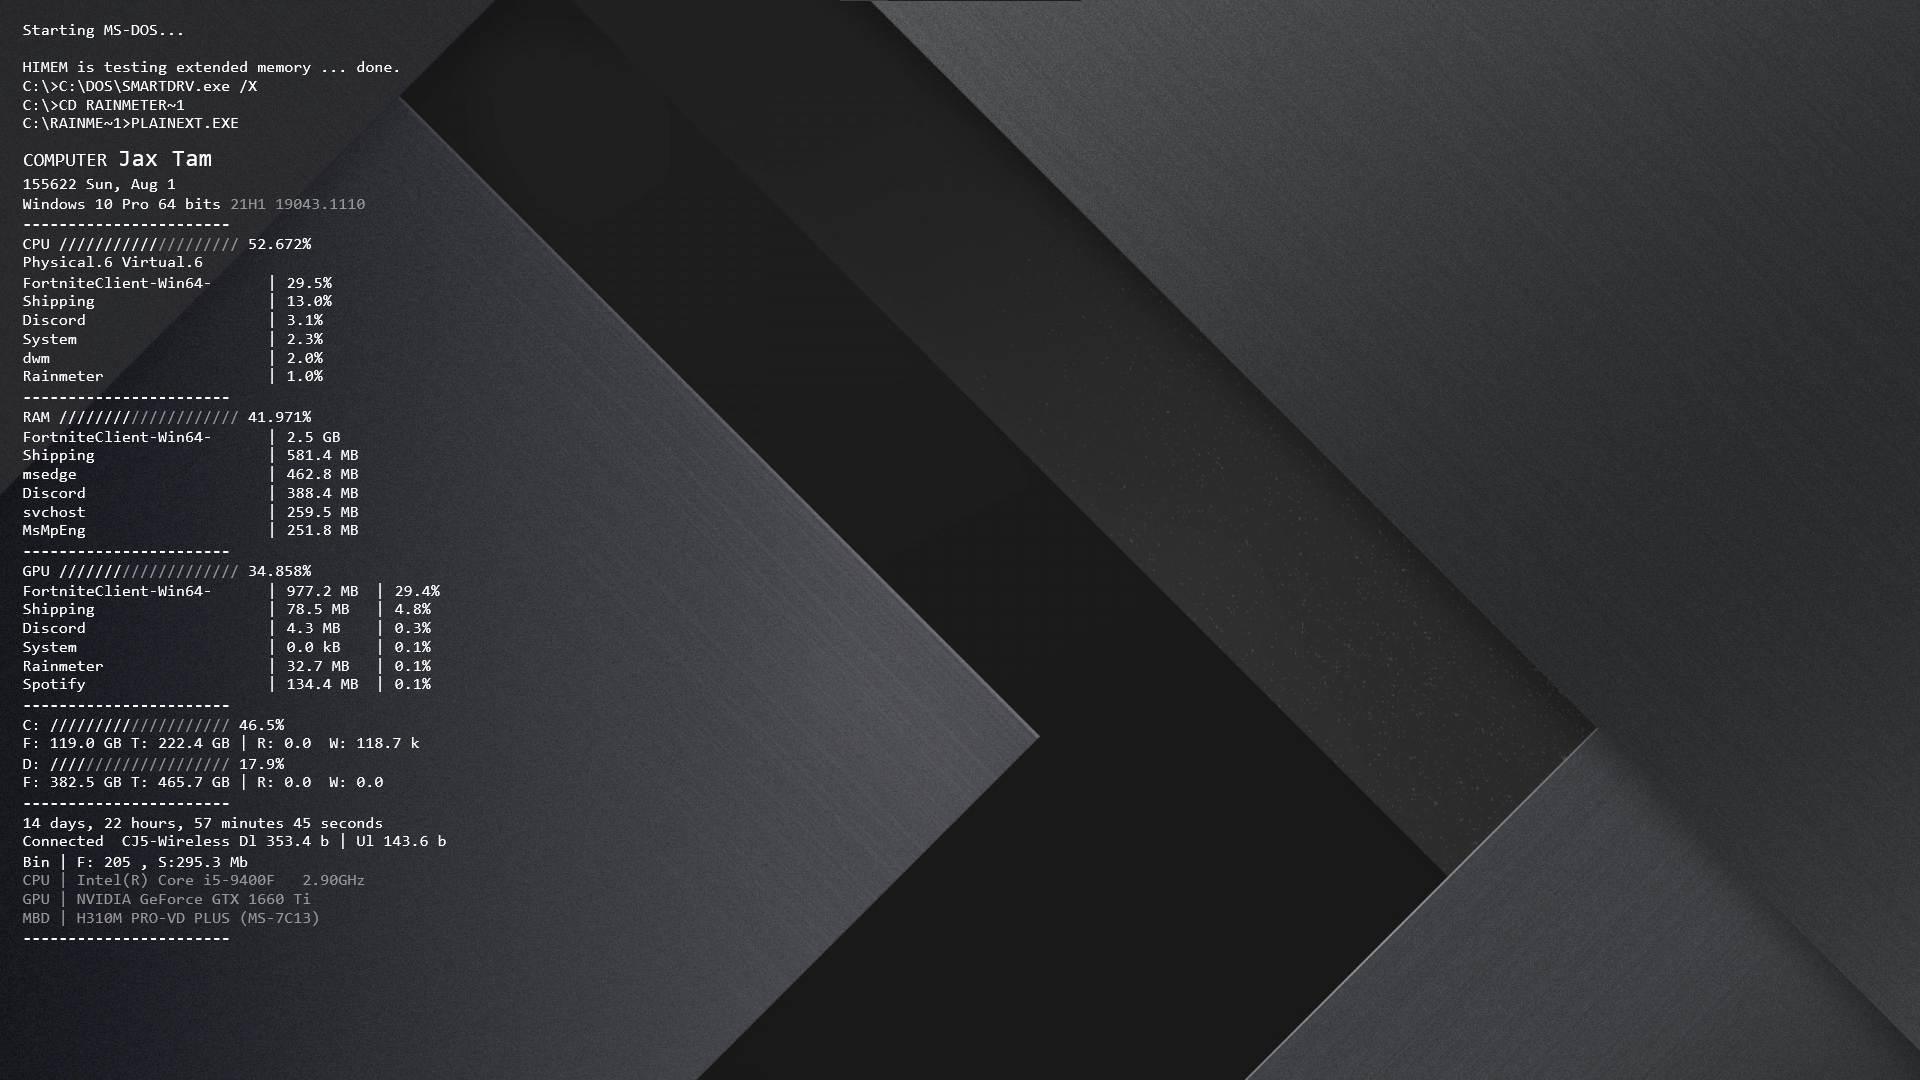 Starting MS-DOS...
HIMEM is testing extended memory ... done.
C:\>C:\DOS\SMARTDRV.exe /X
C:\>CD RAINMETER~1
C:\RAINME~1>PLAINEXT.EXE
COMPUTER Jax Tam
155622 Sun, Aug 1
Windows 10 Pro 64 bits 21H1 19043.1110
-----------------------
CPU //////////////////// 52.672%
Physical.6 Virtual.6
FortniteClient-Win64- | 29.5%
Shipping | 13.0%
Discord | 3.1%
System | 2.3%
dwm | 2.0%
Rainmeter | 1.0%
-----------------------
RAM //////////////////// 41.971%
FortniteClient-Win64- | 2.5 GB
Shipping | 581.4 MB
msedge | 462.8 MB
Discord | 388.4 MB
svchost | 259.5 MB
MsMpEng | 251.8 MB
-----------------------
GPU //////////////////// 34.858%
FortniteClient-Win64- | 977.2 MB | 29.4%
Shipping | 78.5 MB | 4.8%
Discord | 4.3 MB | 0.3%
System | 0.0 kB | 0.1%
Rainmeter | 32.7 MB | 0.1%
Spotify | 134.4 MB | 0.1%
-----------------------
C: //////////////////// 46.5%
F: 119.0 GB T: 222.4 GB | R: 0.0 W: 118.7 k
D: //////////////////// 17.9%
F: 382.5 GB T: 465.7 GB | R: 0.0 W: 0.0
-----------------------
14 days, 22 hours, 57 minutes 45 seconds
Connected CJ5-Wireless Dl 353.4 b | Ul 143.6 b
Bin | F: 205 , S:295.3 Mb
CPU | Intel(R) Core i5-9400F 2.90GHz
GPU | NVIDIA GeForce GTX 1660 Ti
MBD | H310M PRO-VD PLUS (MS-7C13)
-----------------------